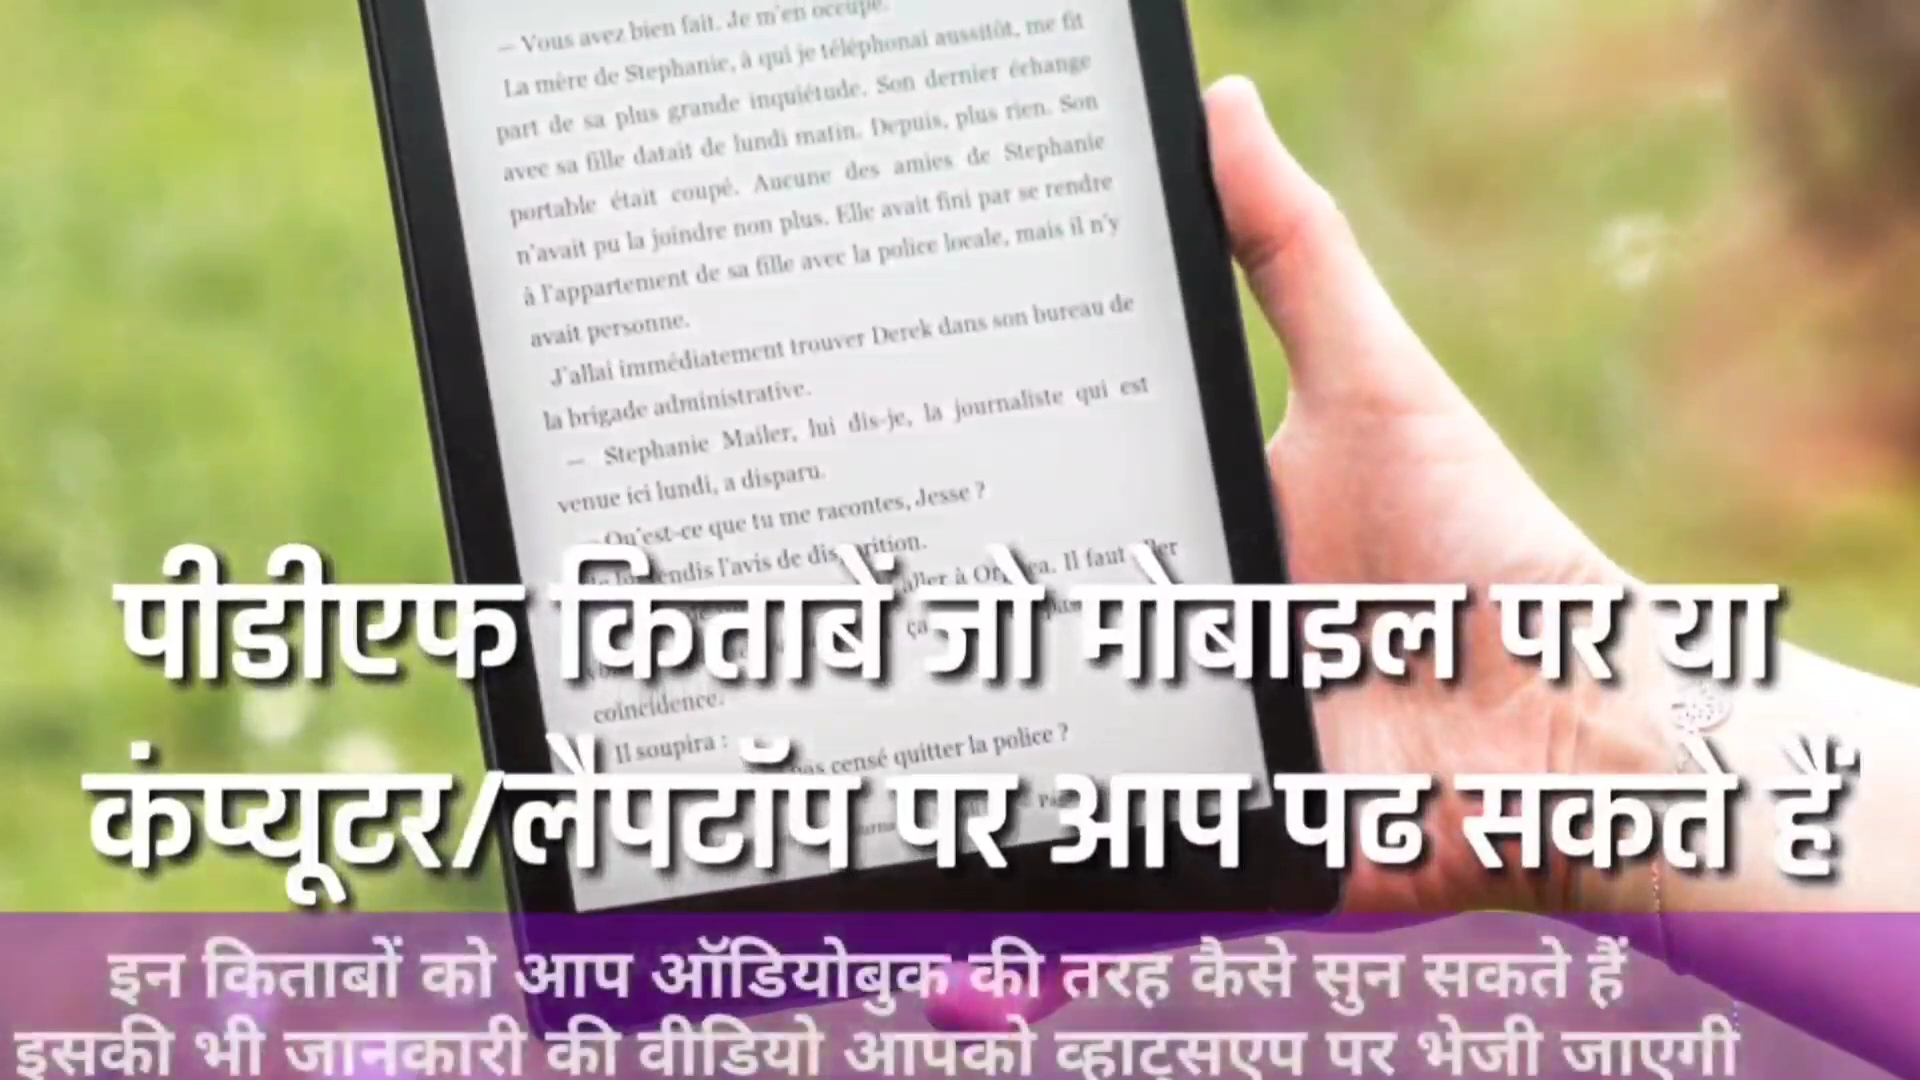 — Vous avez bien fait. Je m'en occupe.
La mère de Stephanie, à qui je téléphonai aussitôt, me fit
part de sa plus grande inquiétude. Son dernier échange
avec sa fille datait de lundi matin. Depuis, plus rien. Son
portable était coupé. Aucune des amies de Stephanie
n'avait pu la joindre non plus. Elle avait fini par se rendre
à l'appartement de sa fille avec la police locale, mais il n'y
avait personne.
J'allai immédiatement trouver Derek dans son bureau de
la brigade administrative.
— Stephanie Mailer, lui dis-je, la journaliste qui est
venue ici lundi, a disparu.
Qu'est-ce que tu me racontes, Jesse ?
l'avis de
aller à Il faut
ça
coïncidence.
Il soupira :
censé quitter la police ?
पीडीएफ किताबें जो मोबाइल पर या
कंप्यूटर/लैपटॉप पर आप पढ सकते हैं
इन किताबों को आप ऑडियोबुक की तरह कैसे सुन सकते हैं
इसकी भी जानकारी की वीडियो आपको व्हाट्सएप पर भेजी जाएगी